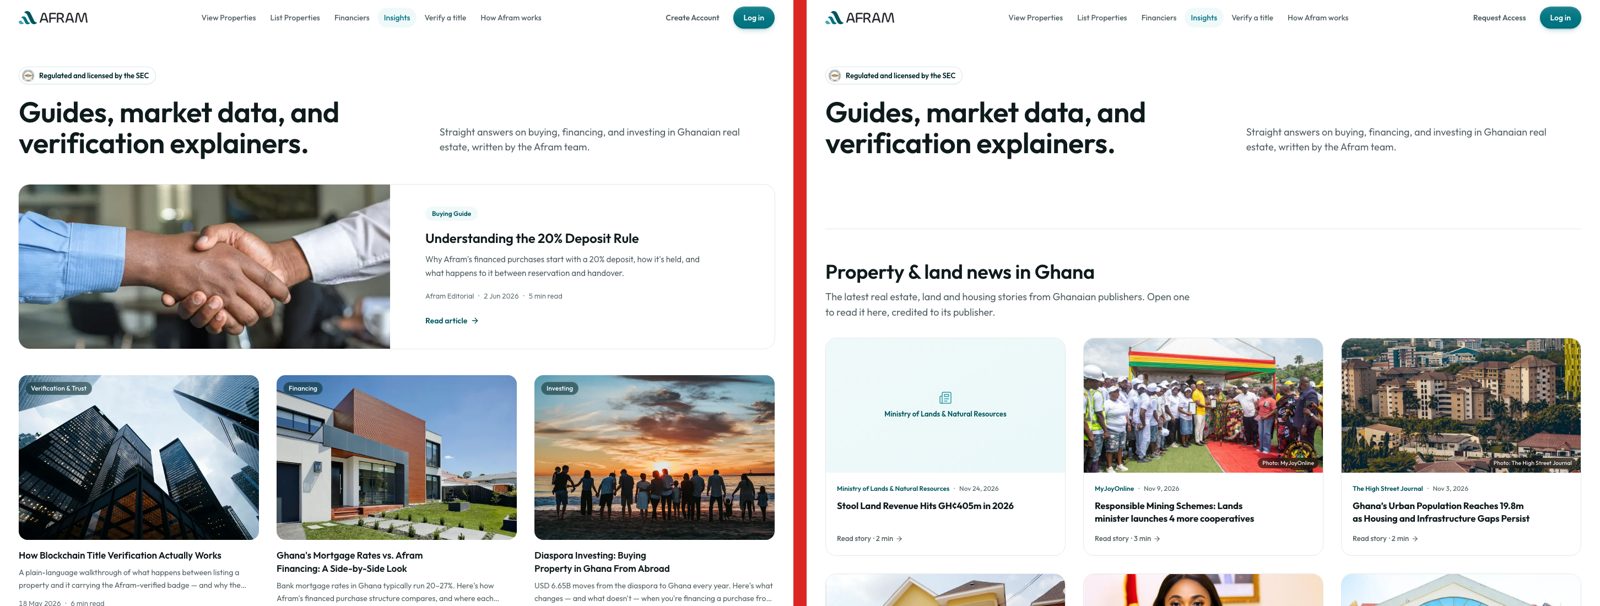 AFRAM
View Properties
List Properties
Financiers
Insights
Verify a title
How Afram works
Create Account
Log in
Regulated and licensed by the SEC
Guides, market data, and
verification explainers.
Straight answers on buying, financing, and investing in Ghanaian real
estate, written by the Afram team.
Buying Guide
Understanding the 20% Deposit Rule
Why Afram's financed purchases start with a 20% deposit, how it's held, and
what happens to it between reservation and handover.
Afram Editorial · 2 Jun 2026 · 5 min read
Read article →
Verification & Trust
How Blockchain Title Verification Actually Works
A plain-language walkthrough of what happens between listing a
property and it carrying the Afram-verified badge — and why the...
18 May 2026 · 6 min read
Financing
Ghana's Mortgage Rates vs. Afram
Financing: A Side-by-Side Look
Bank mortgage rates in Ghana typically run 20–27%. Here's how
Afram's financed purchase structure compares, and where each...
Investing
Diaspora Investing: Buying
Property in Ghana From Abroad
USD 6.65B moves from the diaspora to Ghana every year. Here's what
changes — and what doesn't — when you're financing a purchase fro...
AFRAM
View Properties
List Properties
Financiers
Insights
Verify a title
How Afram works
Request Access
Log in
Regulated and licensed by the SEC
Guides, market data, and
verification explainers.
Straight answers on buying, financing, and investing in Ghanaian real
estate, written by the Afram team.
Property & land news in Ghana
The latest real estate, land and housing stories from Ghanaian publishers. Open one
to read it here, credited to its publisher.
Ministry of Lands & Natural Resources
Ministry of Lands & Natural Resources · Nov 24, 2026
Stool Land Revenue Hits GH¢405m in 2026
Read story · 2 min →
Photo: MyJoyOnline
MyJoyOnline · Nov 9, 2026
Responsible Mining Schemes: Lands
minister launches 4 more cooperatives
Read story · 3 min →
Photo: The High Street Journal
The High Street Journal · Nov 3, 2026
Ghana's Urban Population Reaches 19.8m
as Housing and Infrastructure Gaps Persist
Read story · 2 min →